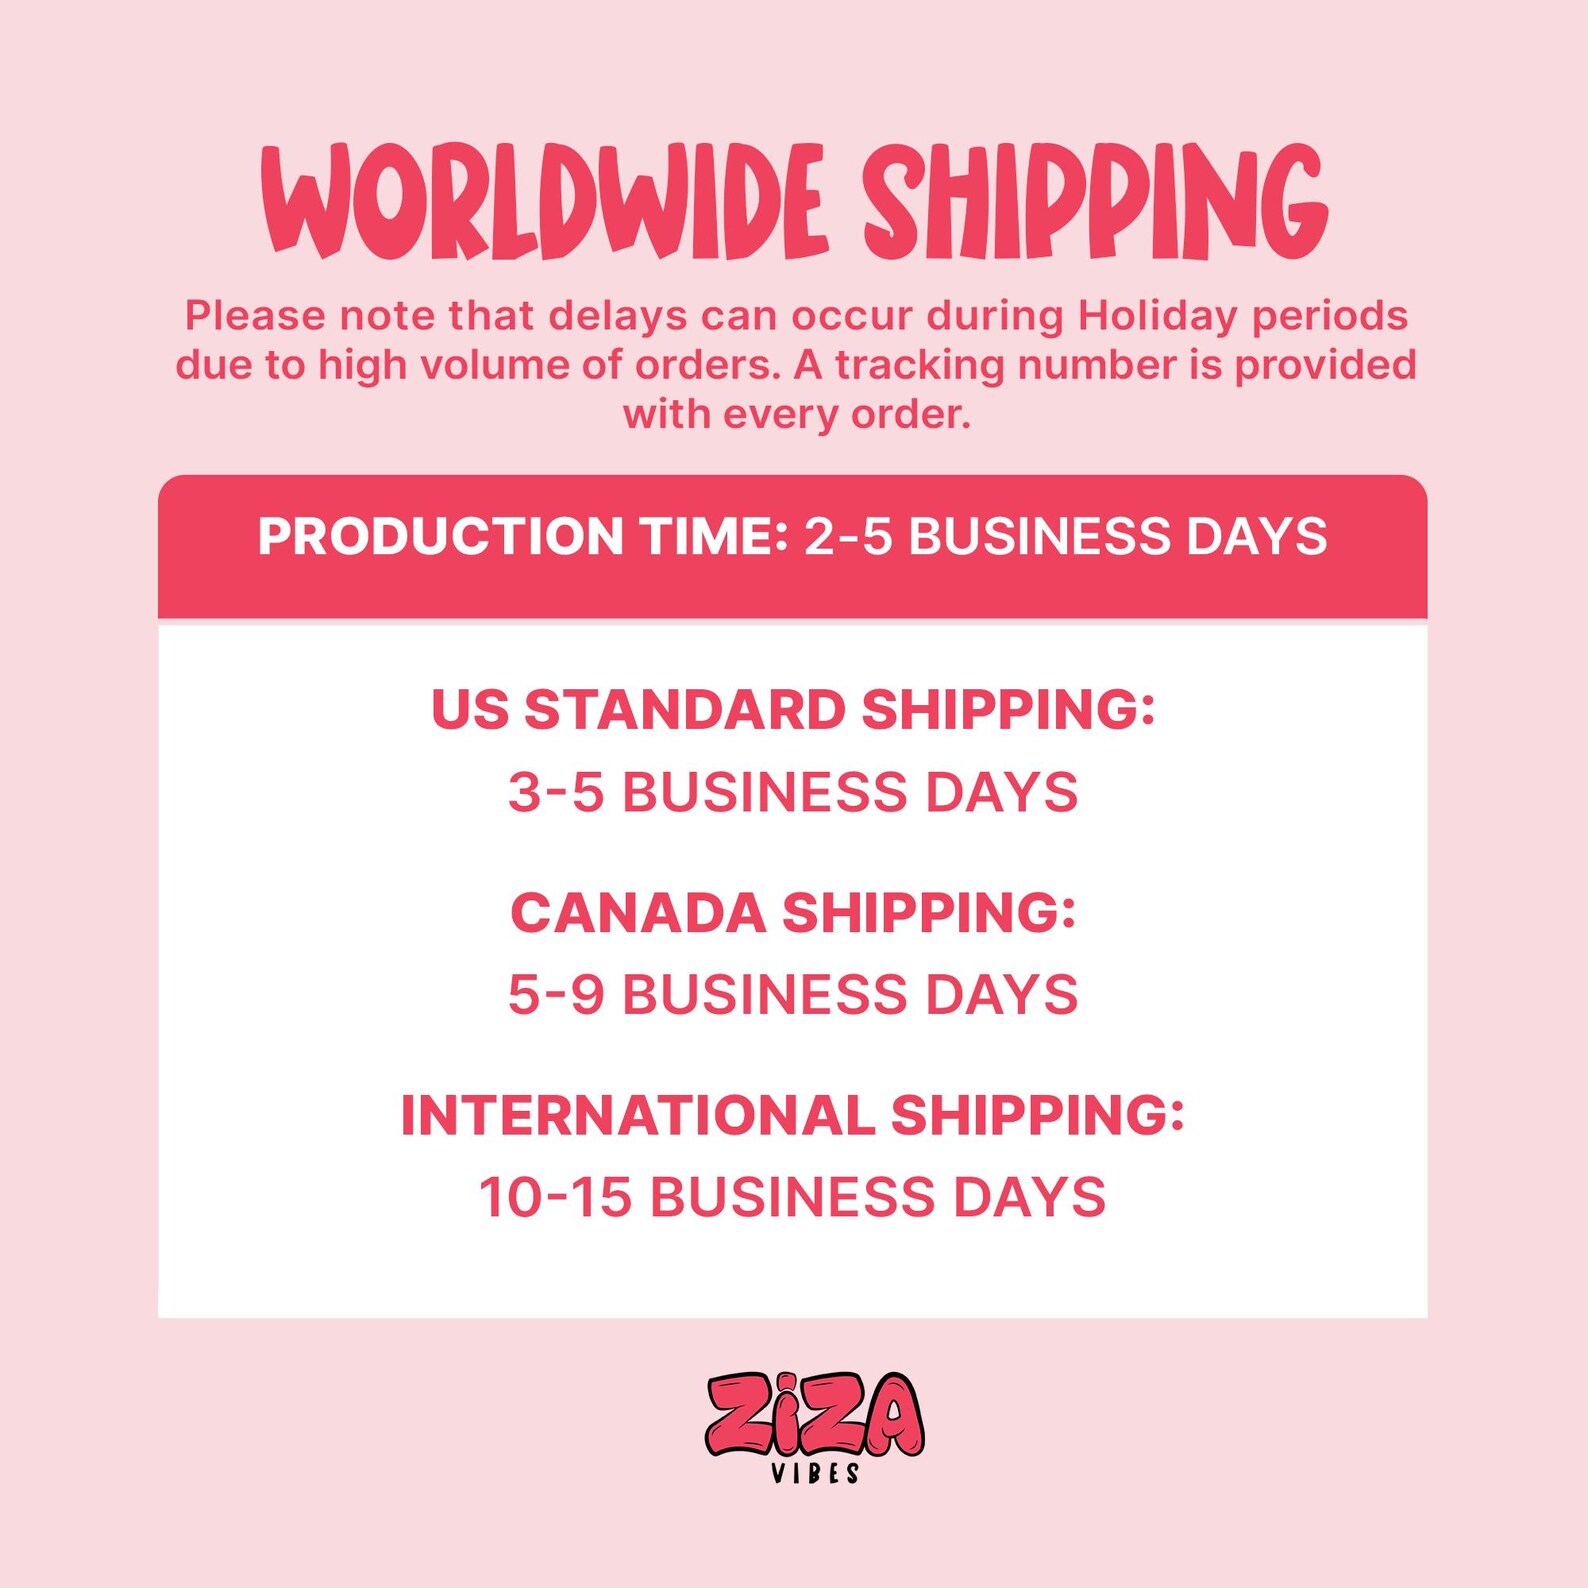 WORLDWIDE SHIPPING
Please note that delays can occur during Holiday periods
due to high volume of orders. A tracking number is provided
with every order.
PRODUCTION TIME: 2-5 BUSINESS DAYS
US STANDARD SHIPPING:
3-5 BUSINESS DAYS
CANADA SHIPPING:
5-9 BUSINESS DAYS
INTERNATIONAL SHIPPING:
10-15 BUSINESS DAYS
ZiZA
VIBES